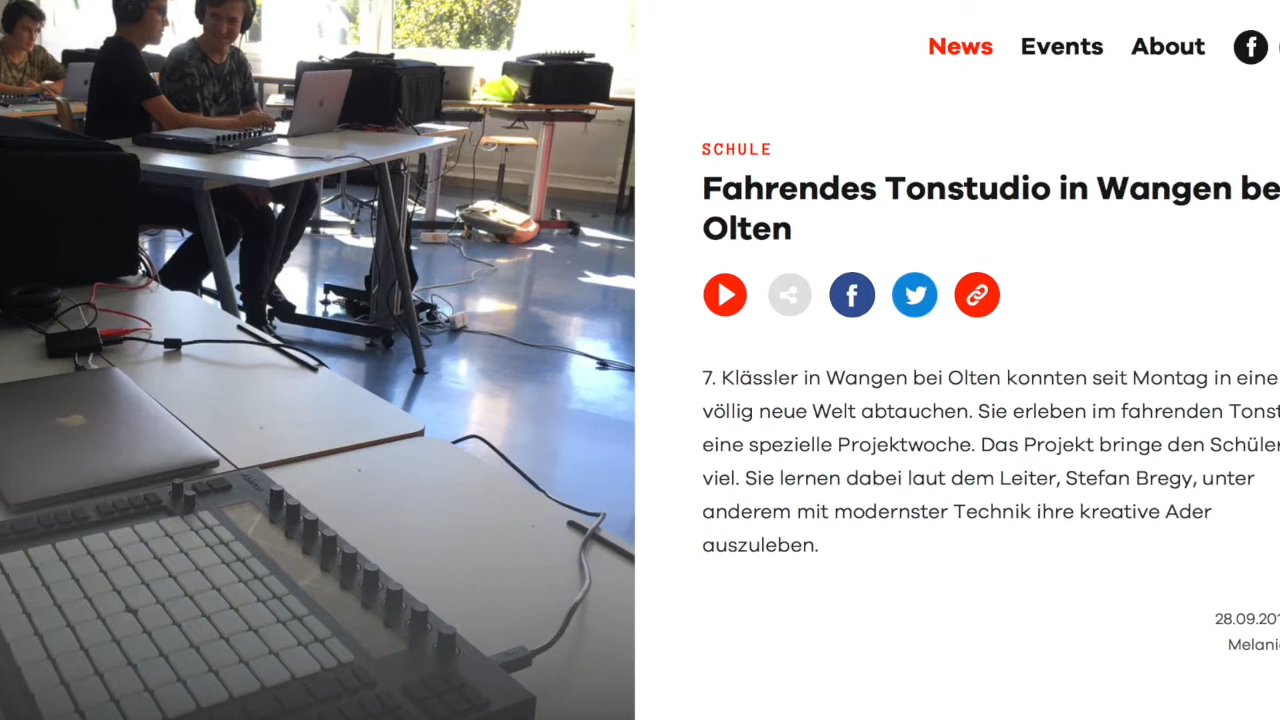 News Events About
SCHULE
Fahrendes Tonstudio in Wangen be
Olten
7. Klässler in Wangen bei Olten konnten seit Montag in eine
völlig neue Welt abtauchen. Sie erleben im fahrenden Tonst
eine spezielle Projektwoche. Das Projekt bringe den Schüler
viel. Sie lernen dabei laut dem Leiter, Stefan Bregy, unter
anderem mit modernster Technik ihre kreative Ader
auszuleben.
28.09.201
Melani